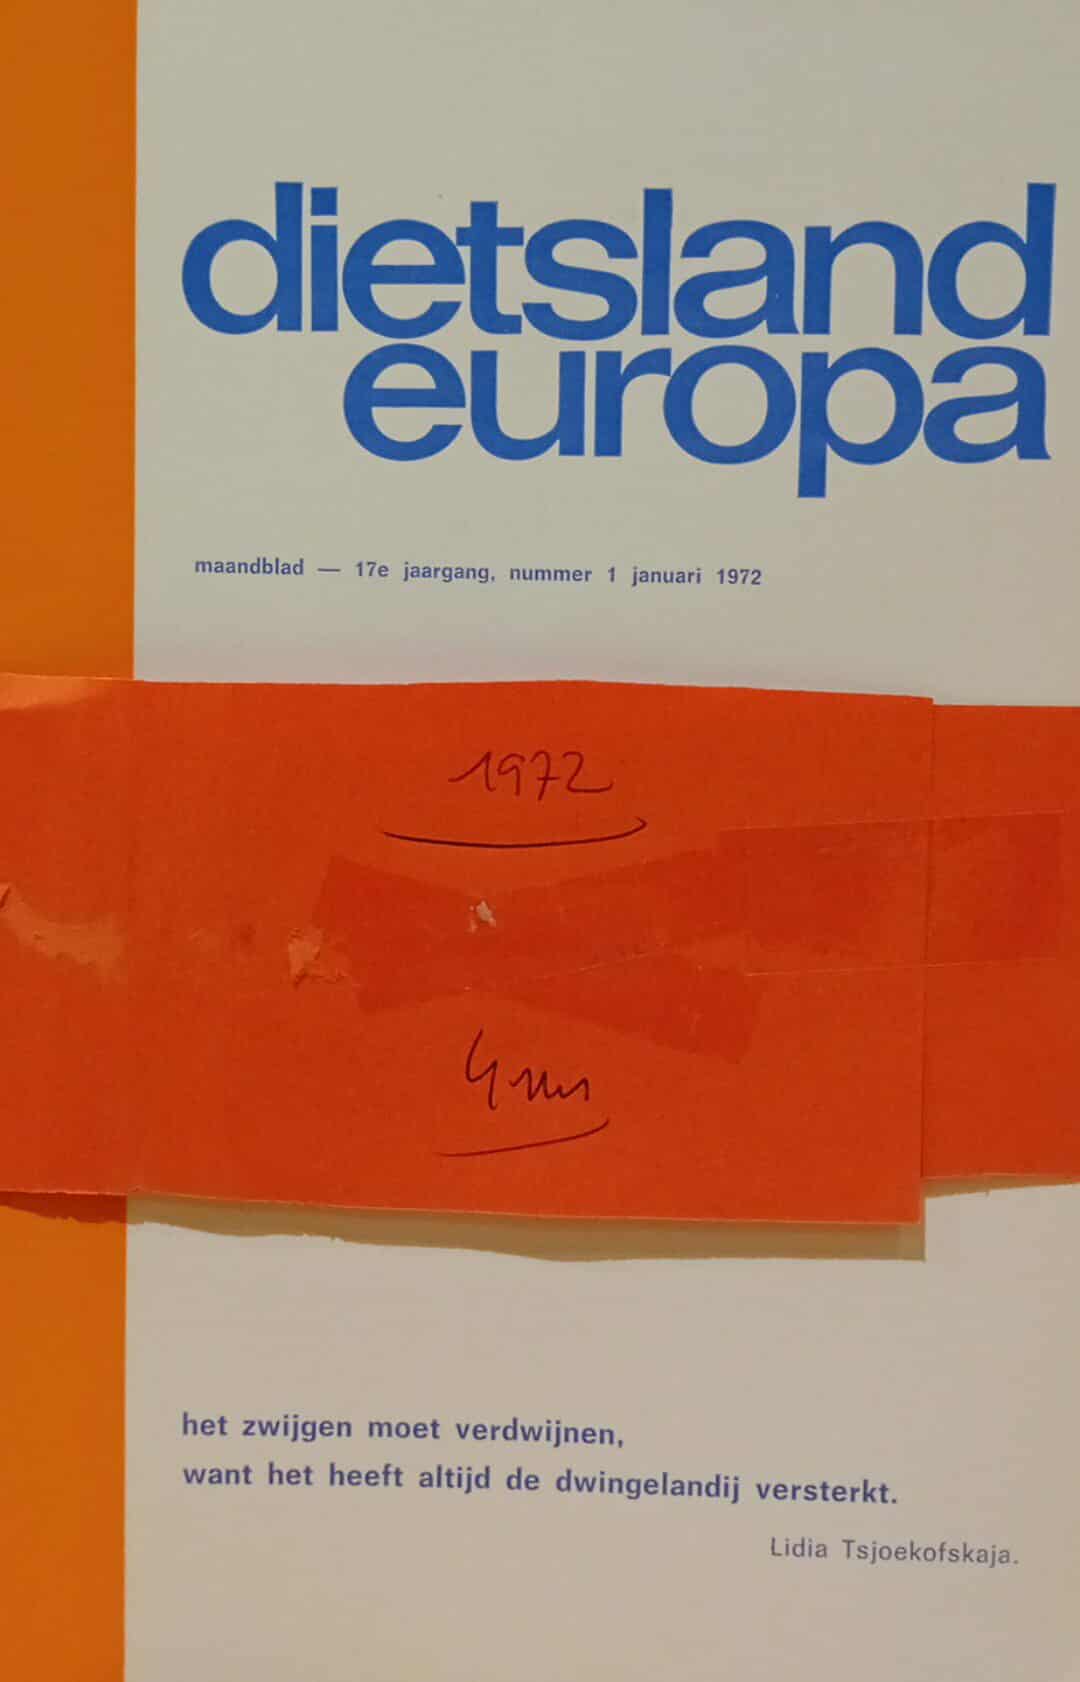 dietsland
europa
maandblad — 17e jaargang, nummer 1 januari 1972
1972
het zwijgen moet verdwijnen,
want het heeft altijd de dwingelandij versterkt.
Lidia Tsjoekofskaja.